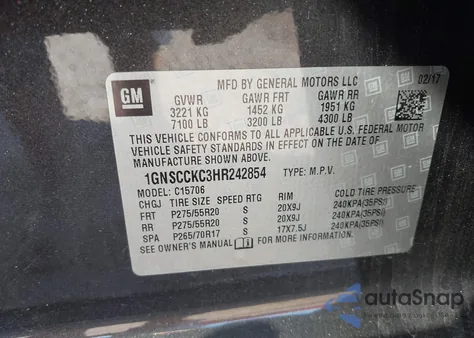 MFD BY GENERAL MOTORS LLC 02/17
GM
GVWR GAWR FRT GAWR RR
3221 KG 1452 KG 1951 KG
7100 LB 3200 LB 4300 LB
THIS VEHICLE CONFORMS TO ALL APPLICABLE U.S. FEDERAL MOTOR
VEHICLE SAFETY STANDARDS IN EFFECT ON THE DATE OF
MANUFACTURE SHOWN ABOVE.
1GNSCCKC3HR242854 TYPE: M.P.V.
MODEL: C15706
CHGJ TIRE SIZE SPEED RTG RIM COLD TIRE PRESSURE
FRT P275/55R20 S 20X9J 240KPA(35PSI)
RR P275/55R20 S 20X9J 240KPA(35PSI)
SPA P265/70R17 S 17X7.5J 240KPA(35PSI)
SEE OWNER'S MANUAL FOR MORE INFORMATION.
autoSnap